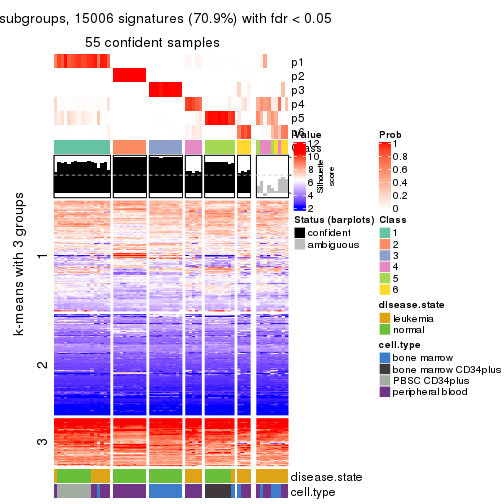 subgroups, 15006 signatures (70.9%) with fdr < 0.05
55 confident samples
p1
p2
p3
p4
p5
p6
Value
12
10
8
6
4
2
Silhouette
score
Prob
1
0.8
0.6
0.4
0.2
0
Status (barplots)
confident
ambiguous
Class
1
2
3
4
5
6
disease.state
leukemia
normal
cell.type
bone marrow
bone marrow CD34plus
PBSC CD34plus
peripheral blood
k-means with 3 groups
1
2
3
disease.state
cell.type